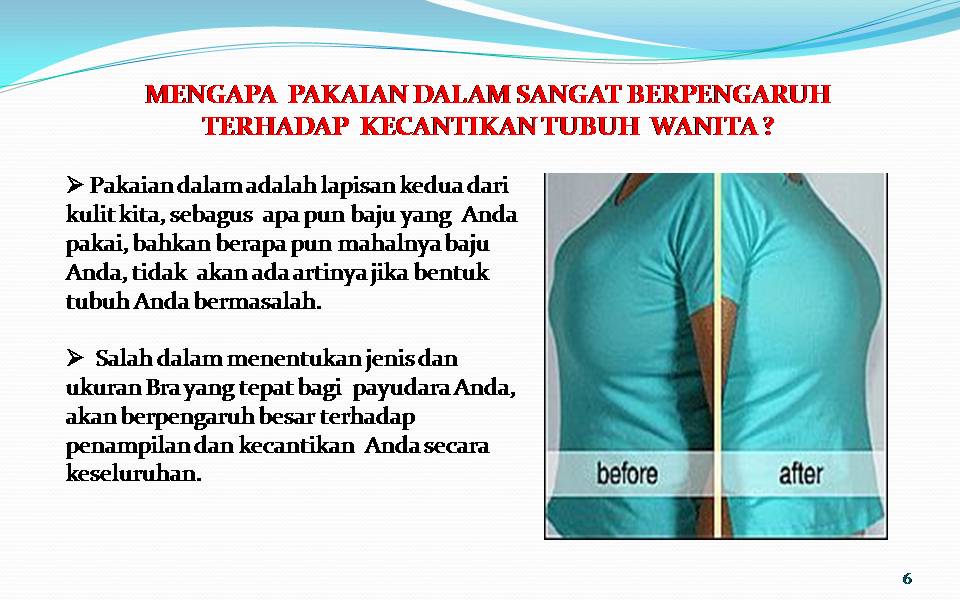 MENGAPA PAKAIAN DALAM SANGAT BERPENGARUH
TERHADAP KECANTIKAN TUBUH WANITA ?
➢ Pakaian dalam adalah lapisan kedua dari
kulit kita, sebagus apa pun baju yang Anda
pakai, bahkan berapa pun mahalnya baju
Anda, tidak akan ada artinya jika bentuk
tubuh Anda bermasalah.
➢ Salah dalam menentukan jenis dan
ukuran Bra yang tepat bagi payudara Anda,
akan berpengaruh besar terhadap
penampilan dan kecantikan Anda secara
keseluruhan.
before
after
6